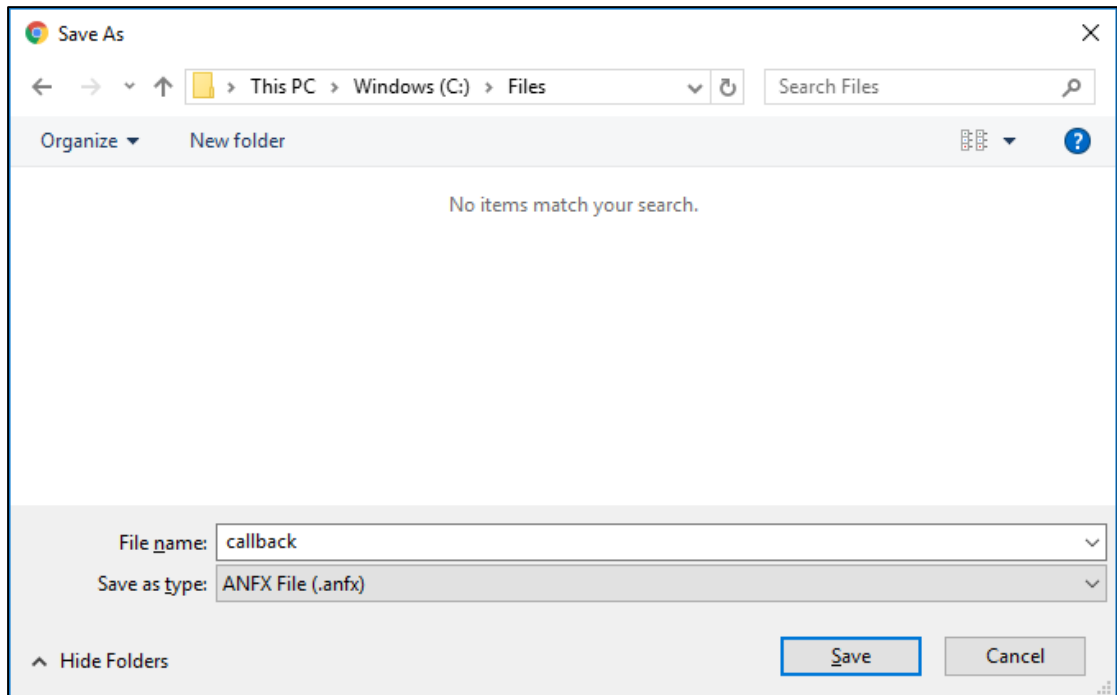 Save As
This PC > Windows (C:) > Files
Search Files
Organize
New folder
?
No items match your search.
File name: callback
Save as type: ANFX File (.anfx)
Hide Folders
Save
Cancel